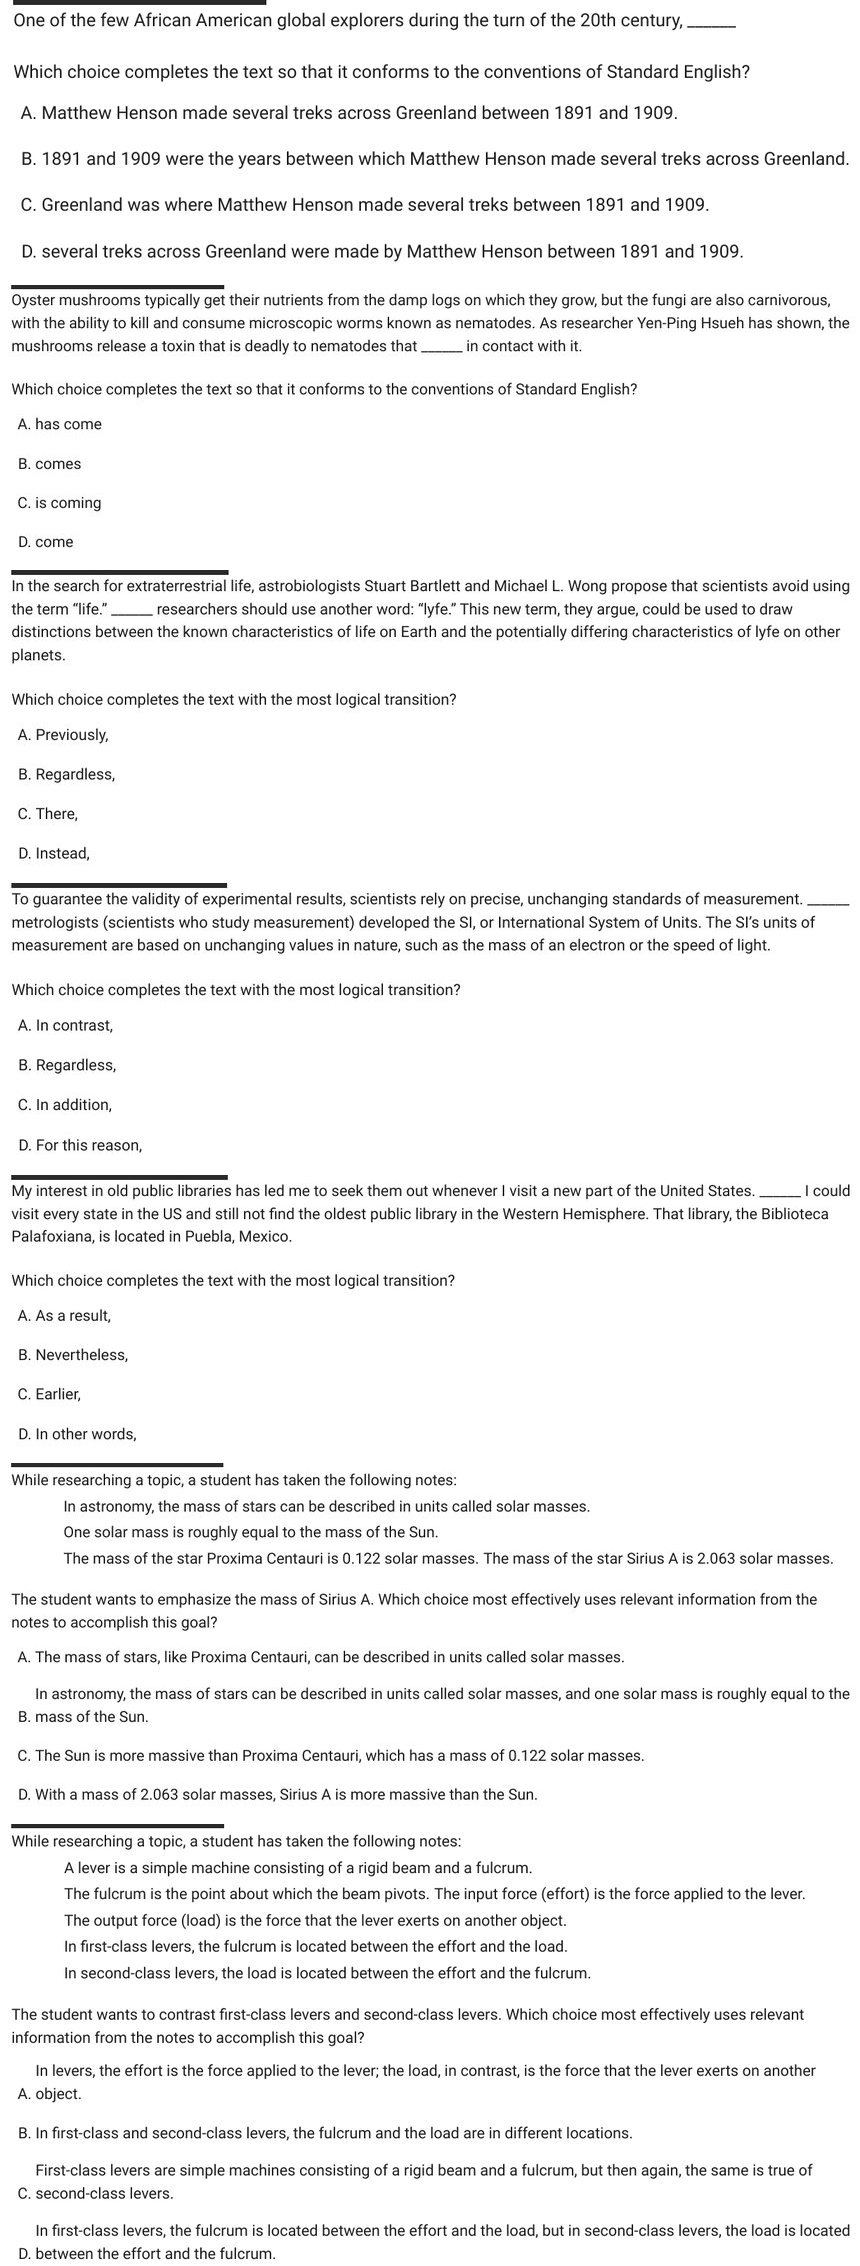 One of the few African American global explorers during the turn of the 20th century, ______
Which choice completes the text so that it conforms to the conventions of Standard English?
A. Matthew Henson made several treks across Greenland between 1891 and 1909.
B. 1891 and 1909 were the years between which Matthew Henson made several treks across Greenland.
C. Greenland was where Matthew Henson made several treks between 1891 and 1909.
D. several treks across Greenland were made by Matthew Henson between 1891 and 1909.
Oyster mushrooms typically get their nutrients from the damp logs on which they grow, but the fungi are also carnivorous,
with the ability to kill and consume microscopic worms known as nematodes. As researcher Yen-Ping Hsueh has shown, the
mushrooms release a toxin that is deadly to nematodes that ______ in contact with it.
Which choice completes the text so that it conforms to the conventions of Standard English?
A. has come
B. comes
C. is coming
D. come
In the search for extraterrestrial life, astrobiologists Stuart Bartlett and Michael L. Wong propose that scientists avoid using
the term “life.” ______ researchers should use another word: “lyfe.” This new term, they argue, could be used to draw
distinctions between the known characteristics of life on Earth and the potentially differing characteristics of lyfe on other
planets.
Which choice completes the text with the most logical transition?
A. Previously,
B. Regardless,
C. There,
D. Instead,
To guarantee the validity of experimental results, scientists rely on precise, unchanging standards of measurement. ______
metrologists (scientists who study measurement) developed the SI, or International System of Units. The SI’s units of
measurement are based on unchanging values in nature, such as the mass of an electron or the speed of light.
Which choice completes the text with the most logical transition?
A. In contrast,
B. Regardless,
C. In addition,
D. For this reason,
My interest in old public libraries has led me to seek them out whenever I visit a new part of the United States. ______ I could
visit every state in the US and still not find the oldest public library in the Western Hemisphere. That library, the Biblioteca
Palafoxiana, is located in Puebla, Mexico.
Which choice completes the text with the most logical transition?
A. As a result,
B. Nevertheless,
C. Earlier,
D. In other words,
While researching a topic, a student has taken the following notes:
In astronomy, the mass of stars can be described in units called solar masses.
One solar mass is roughly equal to the mass of the Sun.
The mass of the star Proxima Centauri is 0.122 solar masses. The mass of the star Sirius A is 2.063 solar masses.
The student wants to emphasize the mass of Sirius A. Which choice most effectively uses relevant information from the
notes to accomplish this goal?
A. The mass of stars, like Proxima Centauri, can be described in units called solar masses.
In astronomy, the mass of stars can be described in units called solar masses, and one solar mass is roughly equal to the
B. mass of the Sun.
C. The Sun is more massive than Proxima Centauri, which has a mass of 0.122 solar masses.
D. With a mass of 2.063 solar masses, Sirius A is more massive than the Sun.
While researching a topic, a student has taken the following notes:
A lever is a simple machine consisting of a rigid beam and a fulcrum.
The fulcrum is the point about which the beam pivots. The input force (effort) is the force applied to the lever.
The output force (load) is the force that the lever exerts on another object.
In first-class levers, the fulcrum is located between the effort and the load.
In second-class levers, the load is located between the effort and the fulcrum.
The student wants to contrast first-class levers and second-class levers. Which choice most effectively uses relevant
information from the notes to accomplish this goal?
In levers, the effort is the force applied to the lever; the load, in contrast, is the force that the lever exerts on another
A. object.
B. In first-class and second-class levers, the fulcrum and the load are in different locations.
First-class levers are simple machines consisting of a rigid beam and a fulcrum, but then again, the same is true of
C. second-class levers.
In first-class levers, the fulcrum is located between the effort and the load, but in second-class levers, the load is located
D. between the effort and the fulcrum.